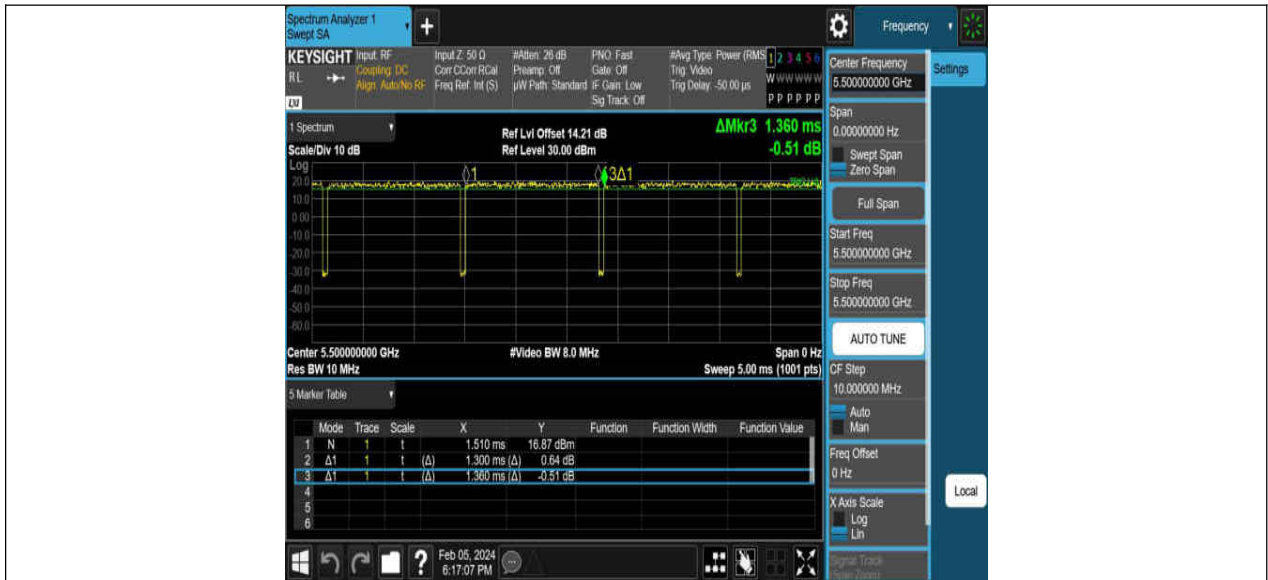 Spectrum Analyzer 1
Swept SA
+
Frequency
KEYSIGHT
RL
LXI
Input: RF
Coupling: DC
Align: Auto/No RF
Input Z: 50 Ω
Corr CCorr RCal
Freq Ref: Int (S)
#Atten: 26 dB
Preamp: Off
µW Path: Standard
PNO: Fast
Gate: Off
IF Gain: Low
Sig Track: Off
#Avg Type: Power (RMS
Trig: Video
Trig Delay: -50.00 µs
1 2 3 4 5 6
W W W W W W
P P P P P P
Center Frequency
5.500000000 GHz
Settings
Span
0.00000000 Hz
Swept Span
Zero Span
Full Span
Start Freq
5.500000000 GHz
Stop Freq
5.500000000 GHz
AUTO TUNE
CF Step
10.000000 MHz
Auto
Man
Freq Offset
0 Hz
X Axis Scale
Log
Lin
Signal Track
(Span Zoom)
Local
1 Spectrum
Scale/Div 10 dB
Ref Lvl Offset 14.21 dB
Ref Level 30.00 dBm
ΔMkr3 1.360 ms
-0.51 dB
Log
1
3Δ1
20.0
10.0
0.00
-10.0
-20.0
-30.0
-40.0
-50.0
-60.0
Center 5.500000000 GHz
#Video BW 8.0 MHz
Span 0 Hz
Res BW 10 MHz
Sweep 5.00 ms (1001 pts)
5 Marker Table
Mode Trace Scale X Y Function Function Width Function Value
1 N 1 t 1.510 ms 16.87 dBm
2 Δ1 1 t (Δ) 1.300 ms (Δ) 0.64 dB
3 Δ1 1 t (Δ) 1.360 ms (Δ) -0.51 dB
4
5
6
?
Feb 05, 2024
6:17:07 PM